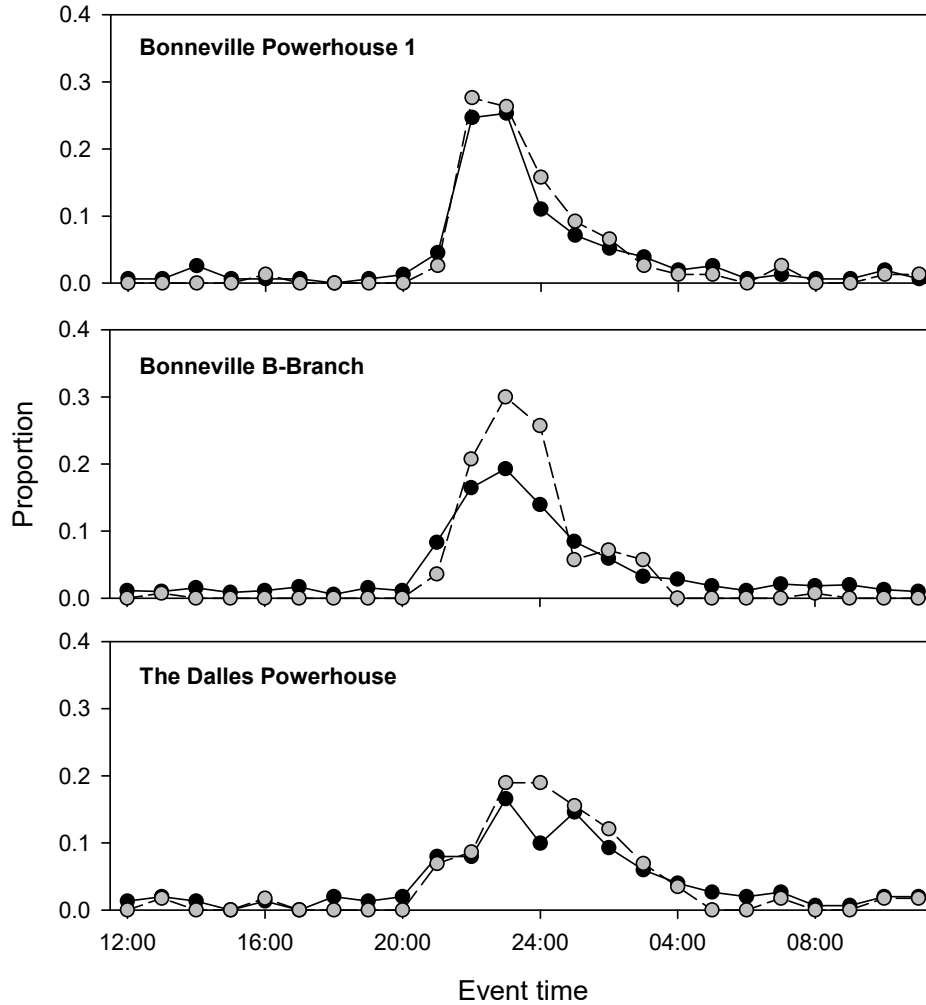 0.4
Bonneville Powerhouse 1
0.3
0.2
0.1
0.0
0.4
Bonneville B-Branch
0.3
0.2
0.1
0.0
Proportion
0.4
The Dalles Powerhouse
0.3
0.2
0.1
0.0
12:00 16:00 20:00 24:00 04:00 08:00
Event time